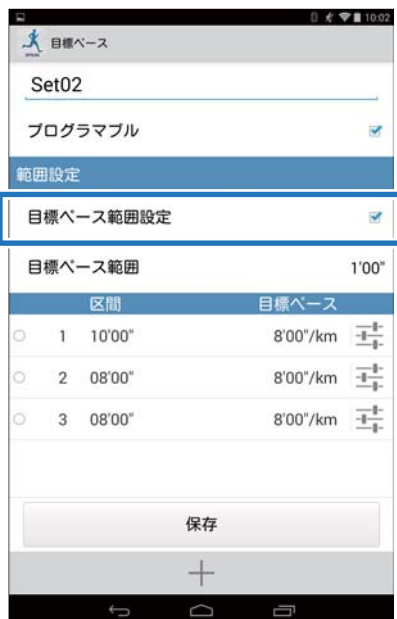 10:02
EPSON 目標ペース
Set02
プログラマブル
範囲設定
目標ペース範囲設定
目標ペース範囲 1'00"
区間 目標ペース
1 10'00" 8'00"/km
2 08'00" 8'00"/km
3 08'00" 8'00"/km
保存